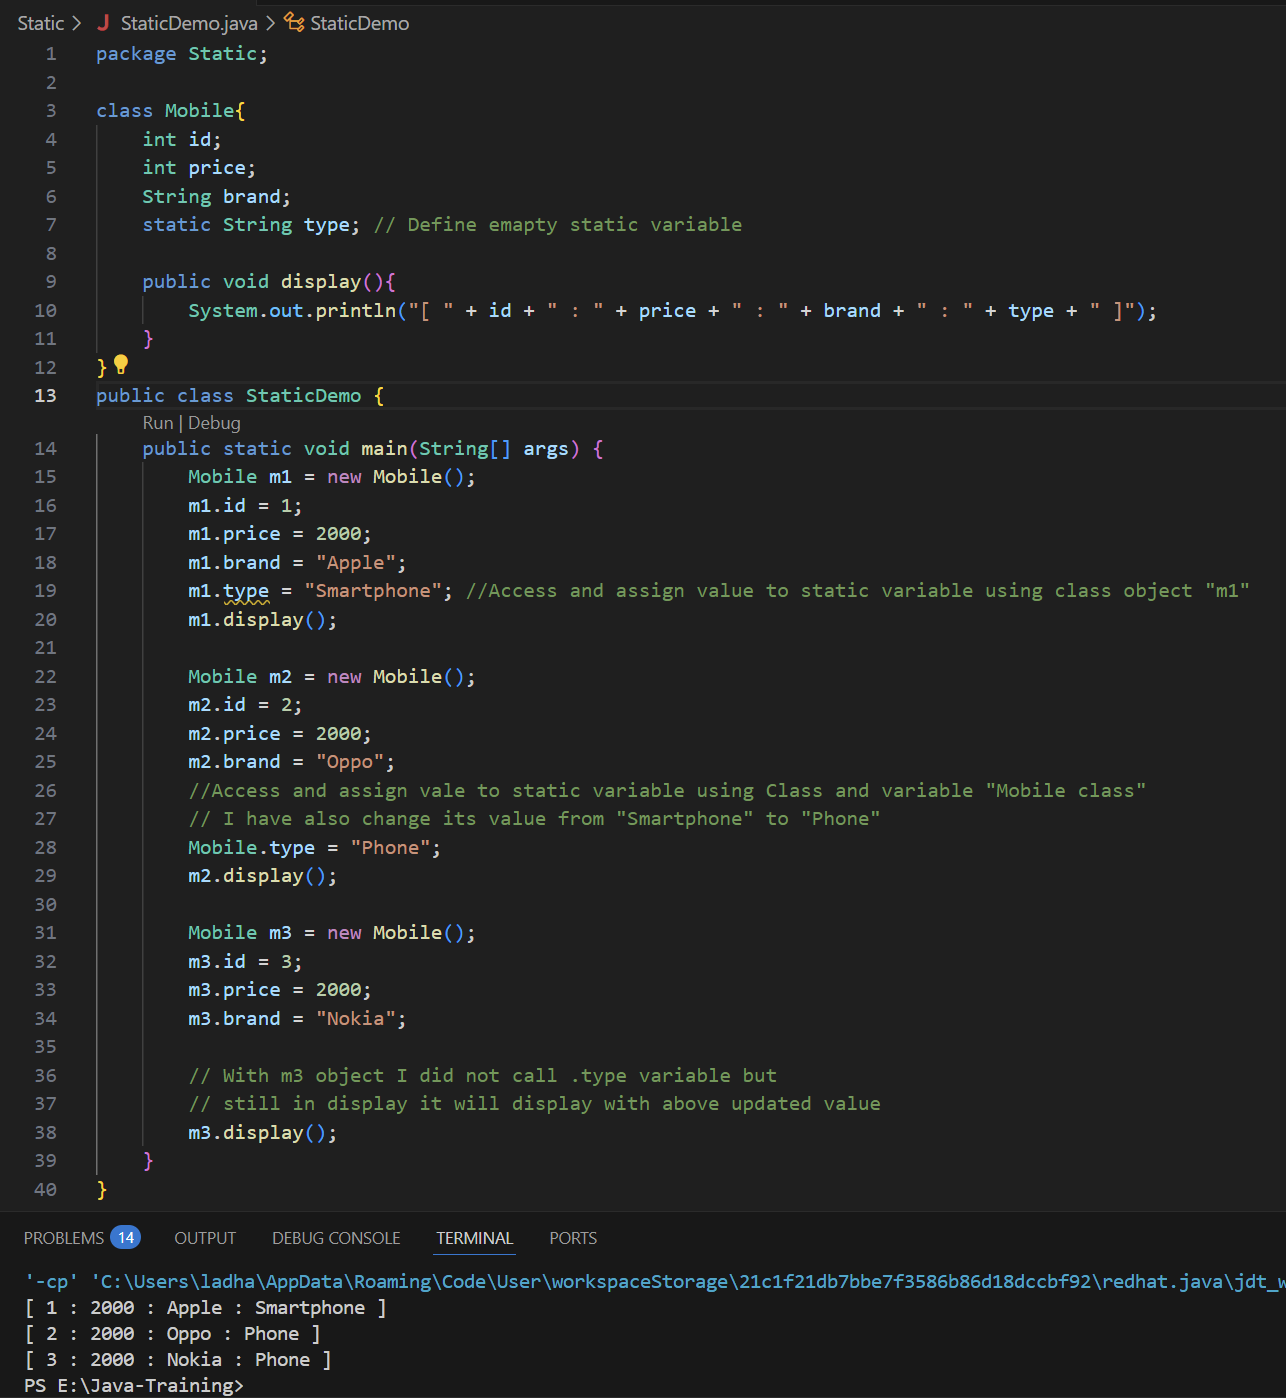 Static > J StaticDemo.java > StaticDemo
1 package Static;
2
3 class Mobile{
4 int id;
5 int price;
6 String brand;
7 static String type; // Define emapty static variable
8
9 public void display(){
10 System.out.println("[ " + id + " : " + price + " : " + brand + " : " + type + " ]");
11 }
12 }
13 public class StaticDemo {
Run | Debug
14 public static void main(String[] args) {
15 Mobile m1 = new Mobile();
16 m1.id = 1;
17 m1.price = 2000;
18 m1.brand = "Apple";
19 m1.type = "Smartphone"; //Access and assign value to static variable using class object "m1"
20 m1.display();
21
22 Mobile m2 = new Mobile();
23 m2.id = 2;
24 m2.price = 2000;
25 m2.brand = "Oppo";
26 //Access and assign vale to static variable using Class and variable "Mobile class"
27 // I have also change its value from "Smartphone" to "Phone"
28 Mobile.type = "Phone";
29 m2.display();
30
31 Mobile m3 = new Mobile();
32 m3.id = 3;
33 m3.price = 2000;
34 m3.brand = "Nokia";
35
36 // With m3 object I did not call .type variable but
37 // still in display it will display with above updated value
38 m3.display();
39 }
40 }
PROBLEMS 14 OUTPUT DEBUG CONSOLE TERMINAL PORTS
'-cp' 'C:\Users\ladha\AppData\Roaming\Code\User\workspaceStorage\21c1f21db7bbe7f3586b86d18dccbf92\redhat.java\jdt_w
[ 1 : 2000 : Apple : Smartphone ]
[ 2 : 2000 : Oppo : Phone ]
[ 3 : 2000 : Nokia : Phone ]
PS E:\Java-Training>